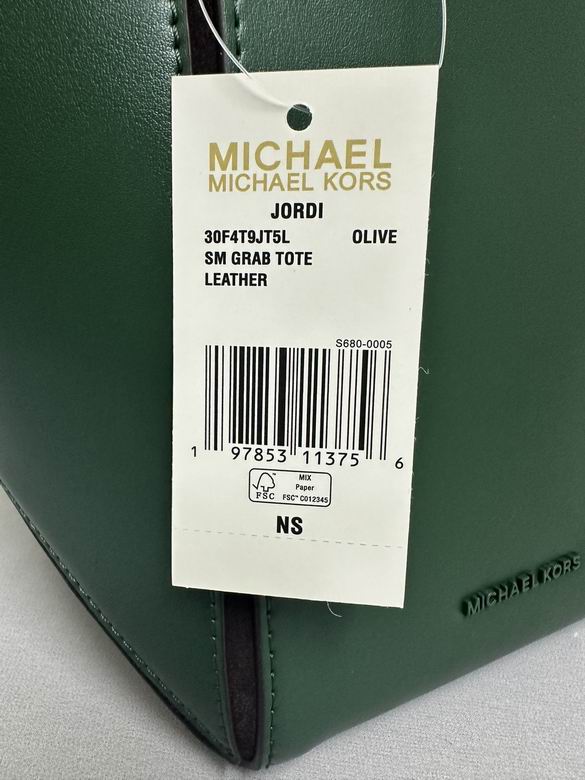 MICHAEL
MICHAEL KORS
JORDI
30F4T9JT5L OLIVE
SM GRAB TOTE
LEATHER
S680-0005
1 97853 11375 6
FSC
MIX
Paper
FSC™ C012345
NS
MICHAEL KORS